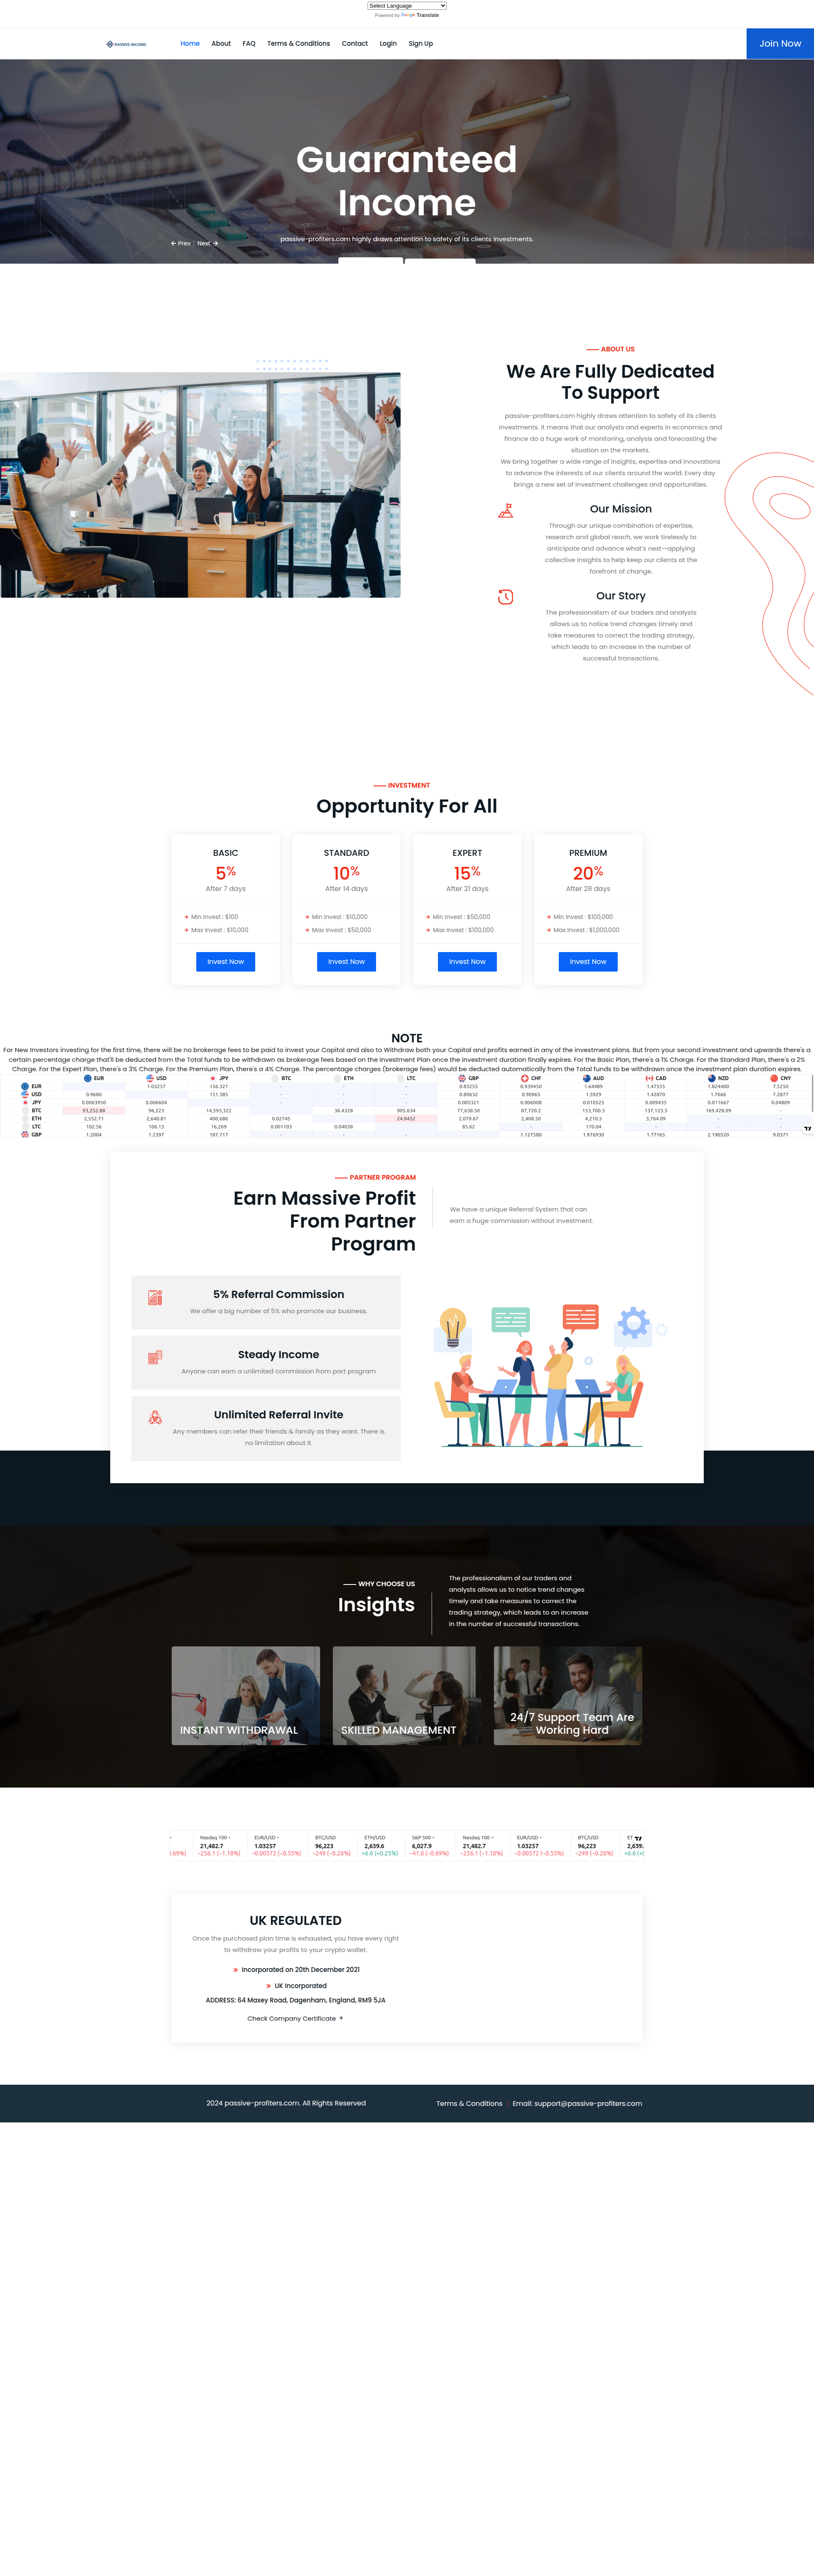 Select Language
Powered by Google Translate
PASSIVE-INCOME
Home About FAQ Terms & Conditions Contact Login Sign Up
Join Now
Guaranteed
Income
passive-profiters.com highly draws attention to safety of its clients investments.
Prev | Next
ABOUT US
We Are Fully Dedicated
To Support
passive-profiters.com highly draws attention to safety of its clients
investments. It means that our analysts and experts in economics and
finance do a huge work of monitoring, analysis and forecasting the
situation on the markets.
We bring together a wide range of insights, expertise and innovations
to advance the interests of our clients around the world. Every day
brings a new set of investment challenges and opportunities.
Our Mission
Through our unique combination of expertise,
research and global reach, we work tirelessly to
anticipate and advance what's next—applying
collective insights to help keep our clients at the
forefront of change.
Our Story
The professionalism of our traders and analysts
allows us to notice trend changes timely and
take measures to correct the trading strategy,
which leads to an increase in the number of
successful transactions.
INVESTMENT
Opportunity For All
BASIC STANDARD EXPERT PREMIUM
5% 10% 15% 20%
After 7 days After 14 days After 21 days After 28 days
Min Invest : $100 Min Invest : $10,000 Min Invest : $50,000 Min Invest : $100,000
Max Invest : $10,000 Max Invest : $50,000 Max Invest : $100,000 Max Invest : $1,000,000
Invest Now Invest Now Invest Now Invest Now
NOTE
For New Investors investing for the first time, there will be no brokerage fees to be paid to invest your Capital and also to Withdraw both your Capital and profits earned in any of the investment plans. But from your second investment and upwards there's a
certain percentage charge that'll be deducted from the Total funds to be withdrawn as brokerage fees based on the Investment Plan once the investment duration finally expires. For the Basic Plan, there's a 1% Charge. For the Standard Plan, there's a 2%
Charge. For the Expert Plan, there's a 3% Charge. For the Premium Plan, there's a 4% Charge. The percentage charges (brokerage fees) would be deducted automatically from the Total funds to be withdrawn once the investment plan duration expires.
EUR USD JPY BTC ETH LTC GBP CHF AUD CAD NZD CNY
EUR 1.03257 156.327 - - - 0.83255 0.939450 1.64489 1.47555 1.824400 7.5250
USD 0.9680 151.385 - - - 0.80632 0.90965 1.5929 1.42870 1.7666 7.2877
JPY 0.0063950 0.006604 - - - 0.005321 0.006008 0.010525 0.009435 0.011667 0.04809
BTC 93,252.88 96,223 14,593,322 36.4328 905.634 77,638.50 87,720.2 153,700.3 137,123.3 169,428.09 -
ETH 2,552.71 2,640.81 400,686 0.02745 24.8452 2,079.67 2,408.50 4,210.5 3,764.09 - -
LTC 102.56 106.13 16,269 0.001103 0.04038 85.62 - 170.04 - - -
GBP 1.2004 1.2397 187.717 - - - 1.127580 1.976930 1.77165 2.190520 9.0371
PARTNER PROGRAM
Earn Massive Profit
From Partner
Program
We have a unique Referral System that can
earn a huge commission without investment.
5% Referral Commission
We offer a big number of 5% who promote our business.
Steady Income
Anyone can earn a unlimited commission from part program
Unlimited Referral Invite
Any members can refer their friends & family as they want. There is
no limitation about it.
WHY CHOOSE US
Insights
The professionalism of our traders and
analysts allows us to notice trend changes
timely and take measures to correct the
trading strategy, which leads to an increase
in the number of successful transactions.
INSTANT WITHDRAWAL
SKILLED MANAGEMENT
24/7 Support Team Are
Working Hard
Nasdaq 100 EUR/USD BTC/USD ETH/USD S&P 500 Nasdaq 100 EUR/USD BTC/USD ET
21,482.7 1.03257 96,223 2,639.6 6,027.9 21,482.7 1.03257 96,223 2,639.
.69%) −256.1 (−1.18%) −0.00572 (−0.55%) −249 (−0.26%) +6.6 (+0.25%) −41.8 (−0.69%) −256.1 (−1.18%) −0.00572 (−0.55%) −249 (−0.26%) +6.6 (+0
UK REGULATED
Once the purchased plan time is exhausted, you have every right
to withdraw your profits to your crypto wallet.
Incorporated on 20th December 2021
UK Incorporated
ADDRESS: 64 Maxey Road, Dagenham, England, RM9 5JA
Check Company Certificate
2024 passive-profiters.com. All Rights Reserved
Terms & Conditions | Email: support@passive-profiters.com